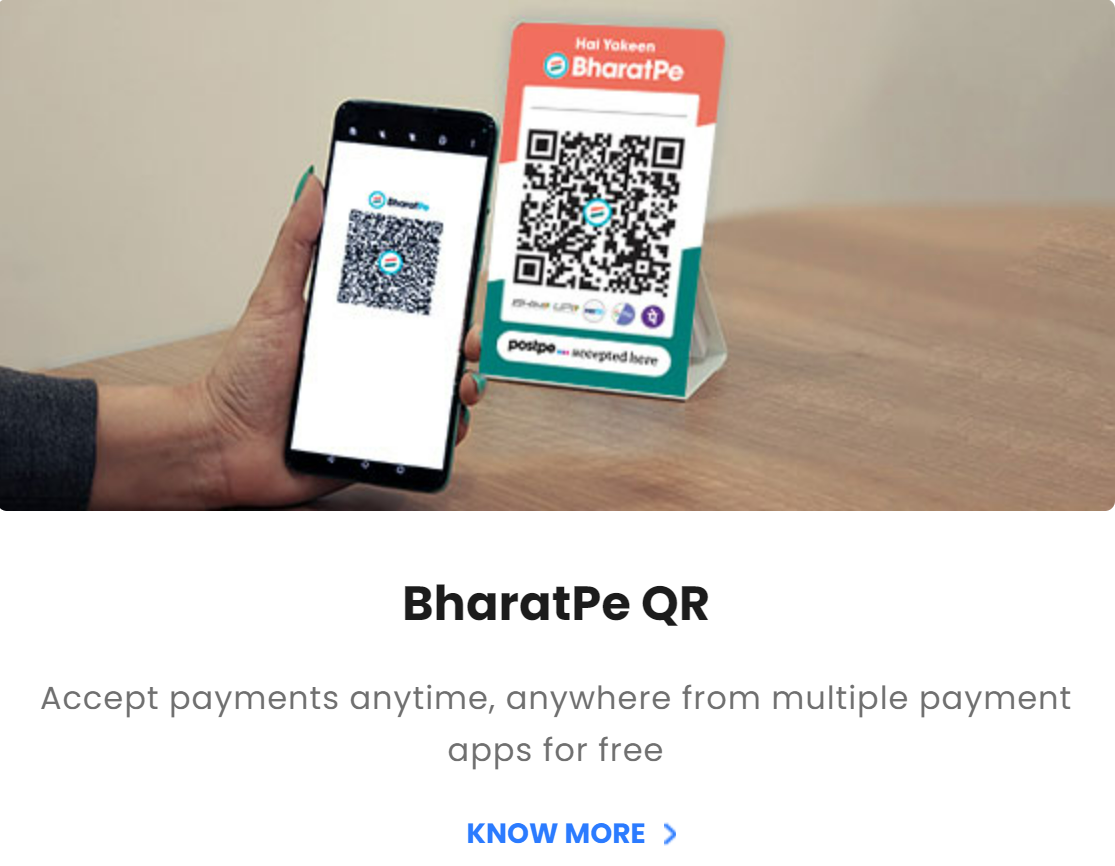 Hai Yakeen
BharatPe
BharatPe
postpe accepted here
BharatPe QR
Accept payments anytime, anywhere from multiple payment
apps for free
KNOW MORE